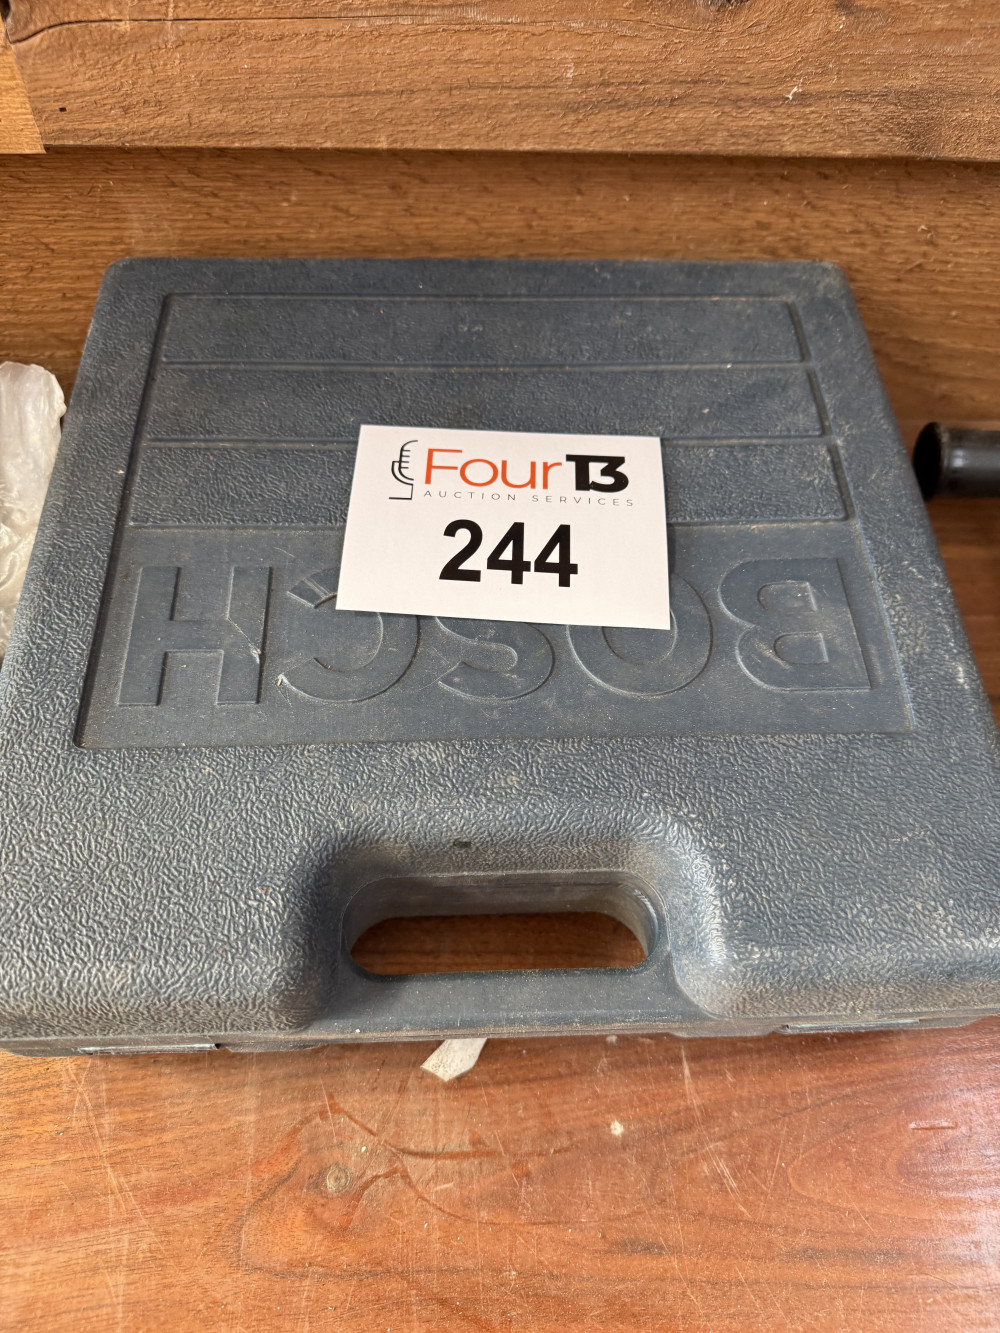 FourT3
AUCTION SERVICES
244
BOSCH